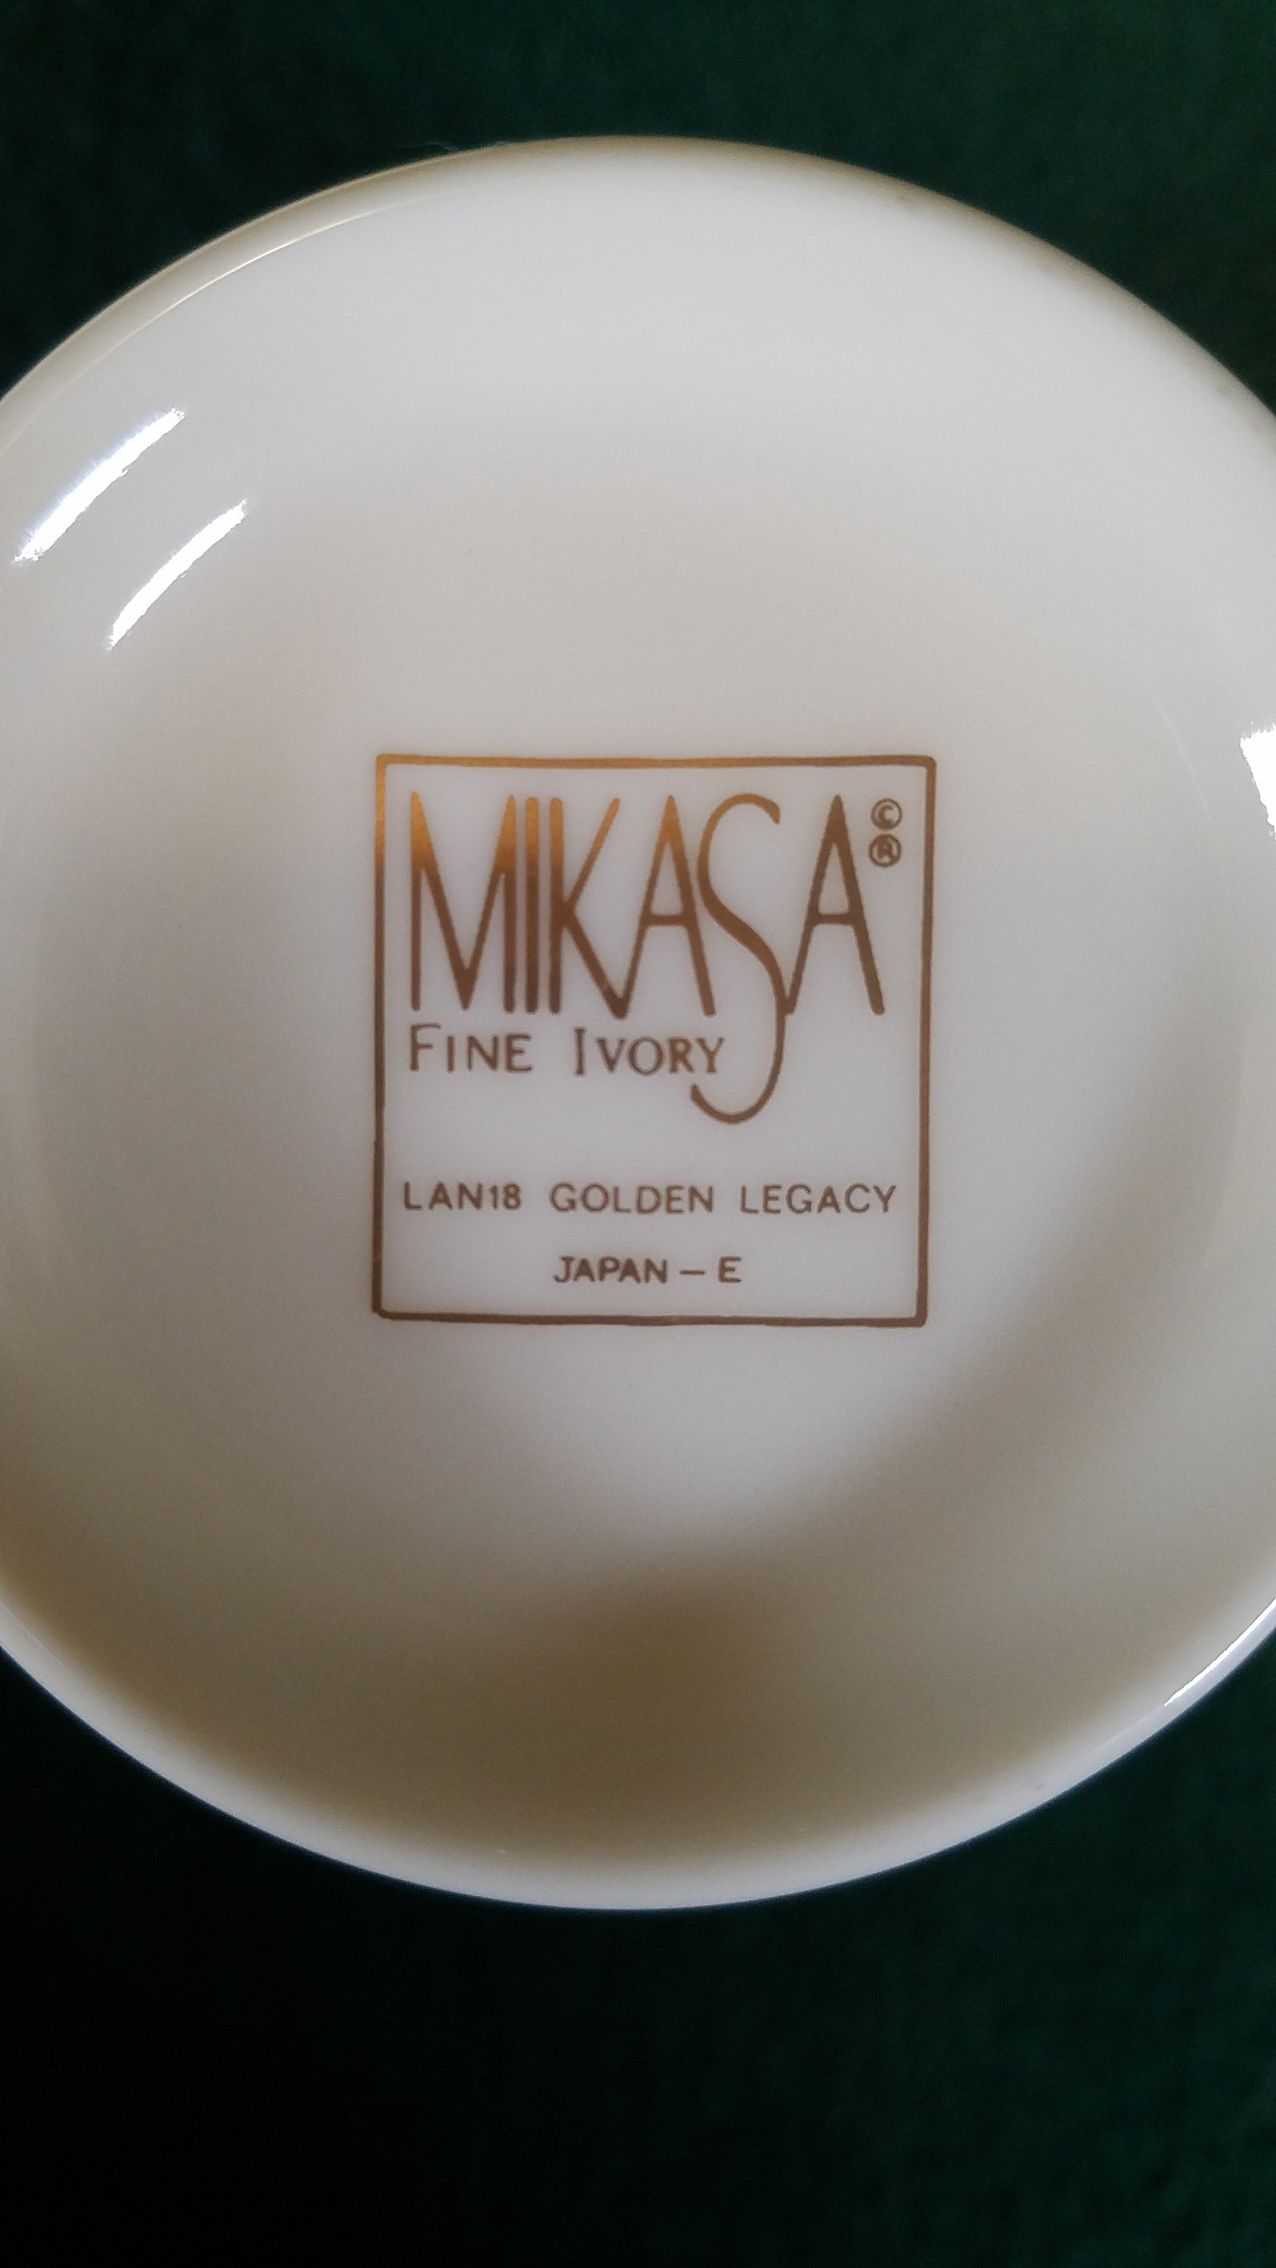 MIKASA ©
®
FINE IVORY
LAN18 GOLDEN LEGACY
JAPAN – E